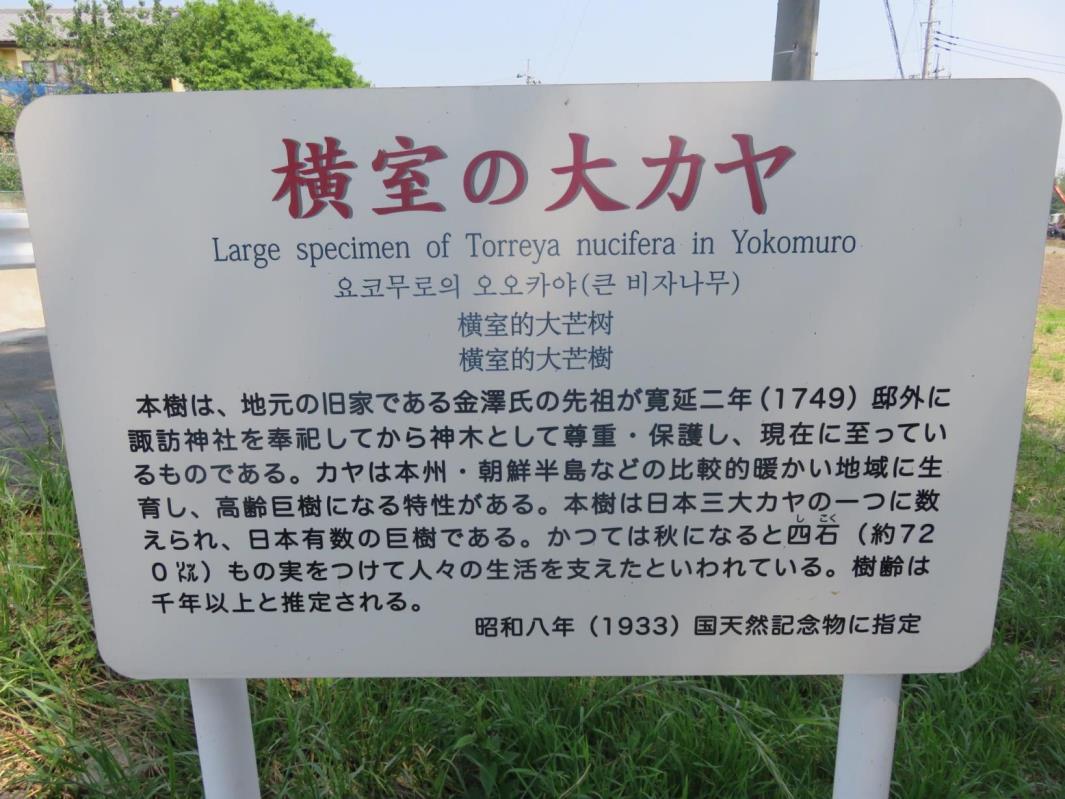 横室の大カヤ
Large specimen of Torreya nucifera in Yokomuro
요코무로의 오오카야(큰 비자나무)
横室的大芒树
橫室的大芒樹
本樹は、地元の旧家である金澤氏の先祖が寛延二年(1749)邸外に
諏訪神社を奉祀してから神木として尊重・保護し、現在に至ってい
るものである。カヤは本州・朝鮮半島などの比較的暖かい地域に生
育し、高齢巨樹になる特性がある。本樹は日本三大カヤの一つに数
えられ、日本有数の巨樹である。かつては秋になると四石(約72
0㍑)もの実をつけて人々の生活を支えたといわれている。樹齢は
千年以上と推定される。
昭和八年(1933)国天然記念物に指定